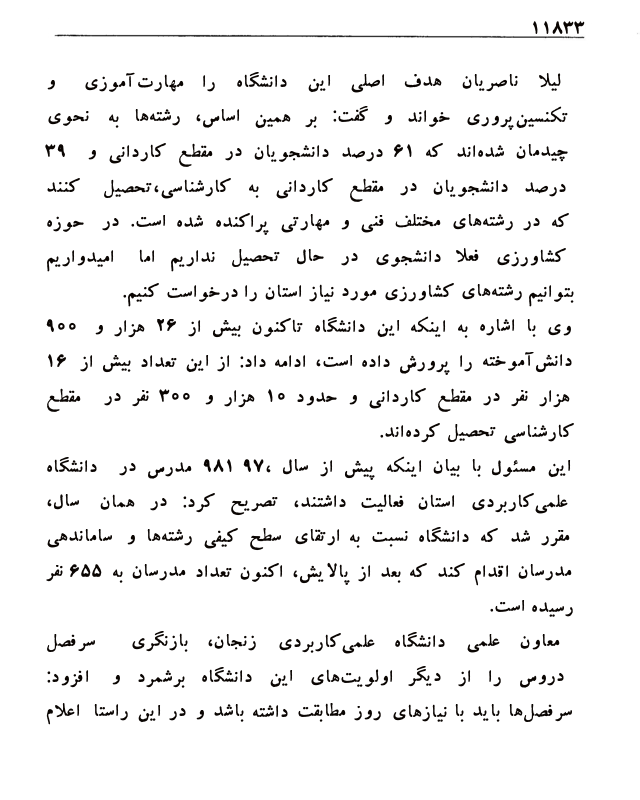 ۱۱۸۳۳
لیلا ناصریان هدف اصلی این دانشگاه را مهارت‌آموزی و
تکنسین‌پروری خواند و گفت: بر همین اساس، رشته‌ها به نحوی
چیدمان شده‌اند که ۶۱ درصد دانشجویان در مقطع کاردانی و ۳۹
درصد دانشجویان در مقطع کاردانی به کارشناسی،تحصیل کنند
که در رشته‌های مختلف فنی و مهارتی پراکنده شده است. در حوزه
کشاورزی فعلا دانشجوی در حال تحصیل نداریم اما امیدواریم
بتوانیم رشته‌های کشاورزی مورد نیاز استان را درخواست کنیم.
وی با اشاره به اینکه این دانشگاه تاکنون بیش از ۲۶ هزار و ۹۰۰
دانش‌آموخته را پرورش داده است، ادامه داد: از این تعداد بیش از ۱۶
هزار نفر در مقطع کاردانی و حدود ۱۰ هزار و ۳۰۰ نفر در مقطع
کارشناسی تحصیل کرده‌اند.
این مسئول با بیان اینکه پیش از سال ۹۷ ،۹۸۱ مدرس در دانشگاه
علمی‌کاربردی استان فعالیت داشتند، تصریح کرد: در همان سال،
مقرر شد که دانشگاه نسبت به ارتقای سطح کیفی رشته‌ها و ساماندهی
مدرسان اقدام کند که بعد از پالایش، اکنون تعداد مدرسان به ۶۵۵ نفر
رسیده است.
معاون علمی دانشگاه علمی‌کاربردی زنجان، بازنگری سرفصل
دروس را از دیگر اولویت‌های این دانشگاه برشمرد و افزود:
سرفصل‌ها باید با نیازهای روز مطابقت داشته باشد و در این راستا اعلام